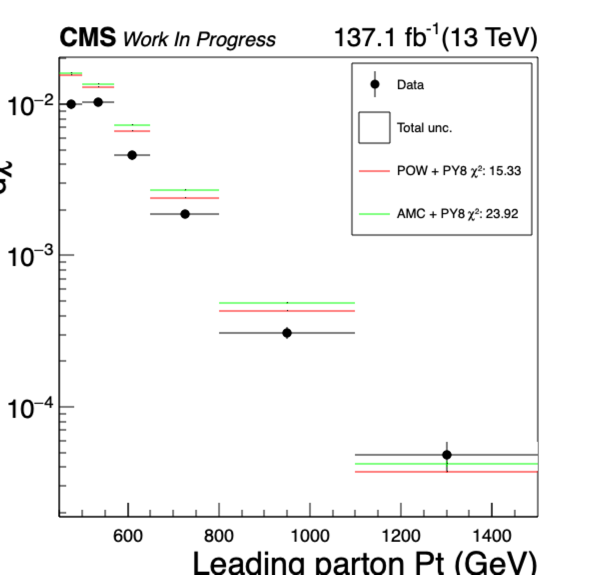 CMS Work In Progress 137.1 fb⁻¹(13 TeV)
Data
Total unc.
POW + PY8 χ²: 15.33
AMC + PY8 χ²: 23.92
10⁻²
10⁻³
10⁻⁴
600 800 1000 1200 1400
Leading parton Pt (GeV)